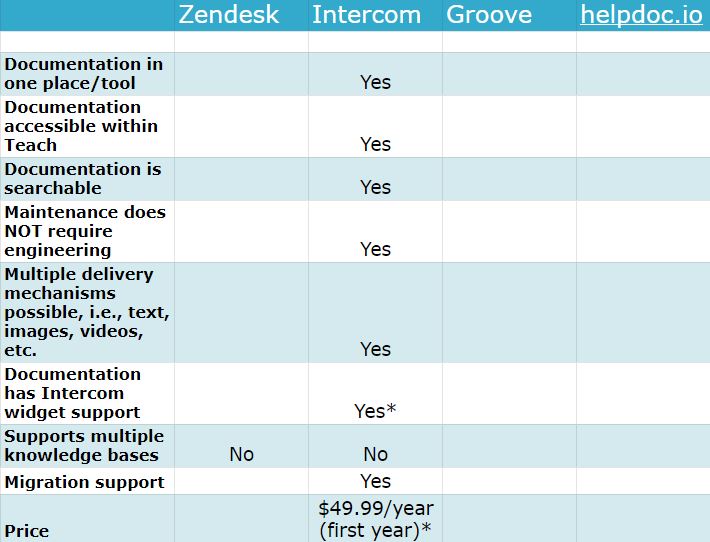 Zendesk Intercom Groove helpdoc.io
Documentation in
one place/tool Yes
Documentation
accessible within
Teach Yes
Documentation is
searchable Yes
Maintenance does
NOT require
engineering Yes
Multiple delivery
mechanisms
possible, i.e., text,
images, videos,
etc. Yes
Documentation
has Intercom
widget support Yes*
Supports multiple
knowledge bases No No
Migration support Yes
$49.99/year
Price (first year)*